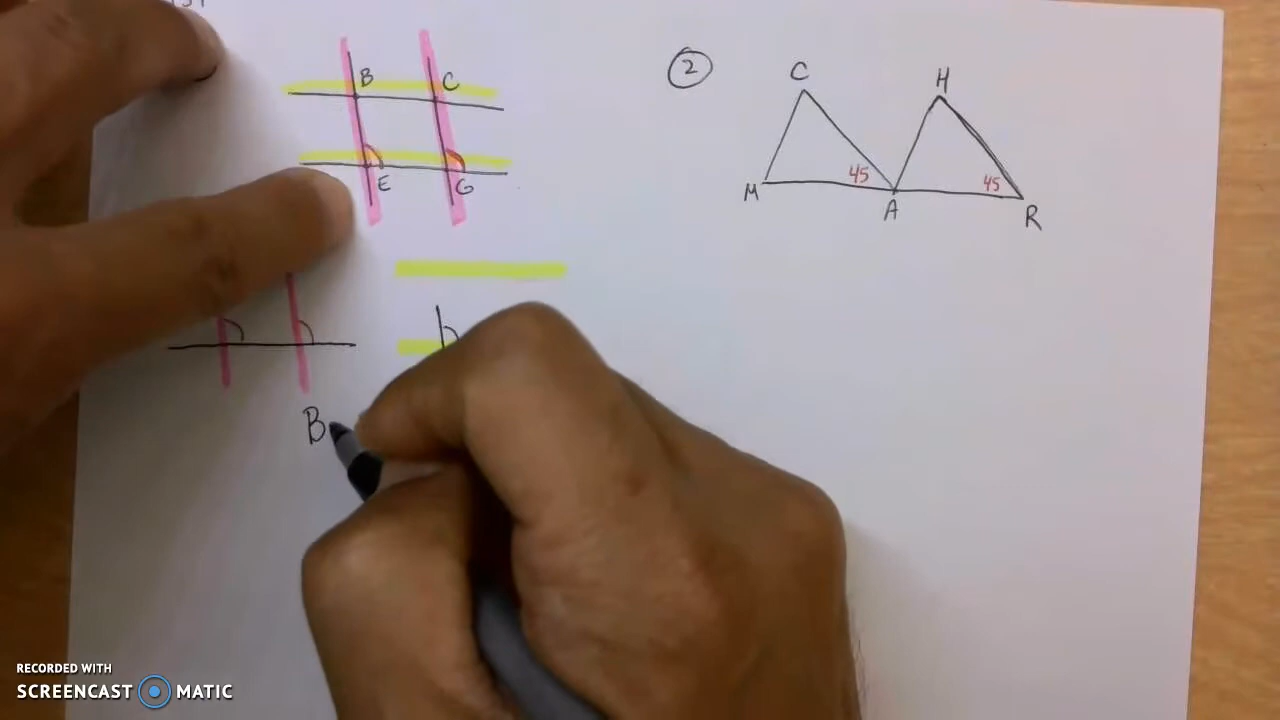 B C
E G
B
2
C H
45 45
M A R
RECORDED WITH
SCREENCAST MATIC